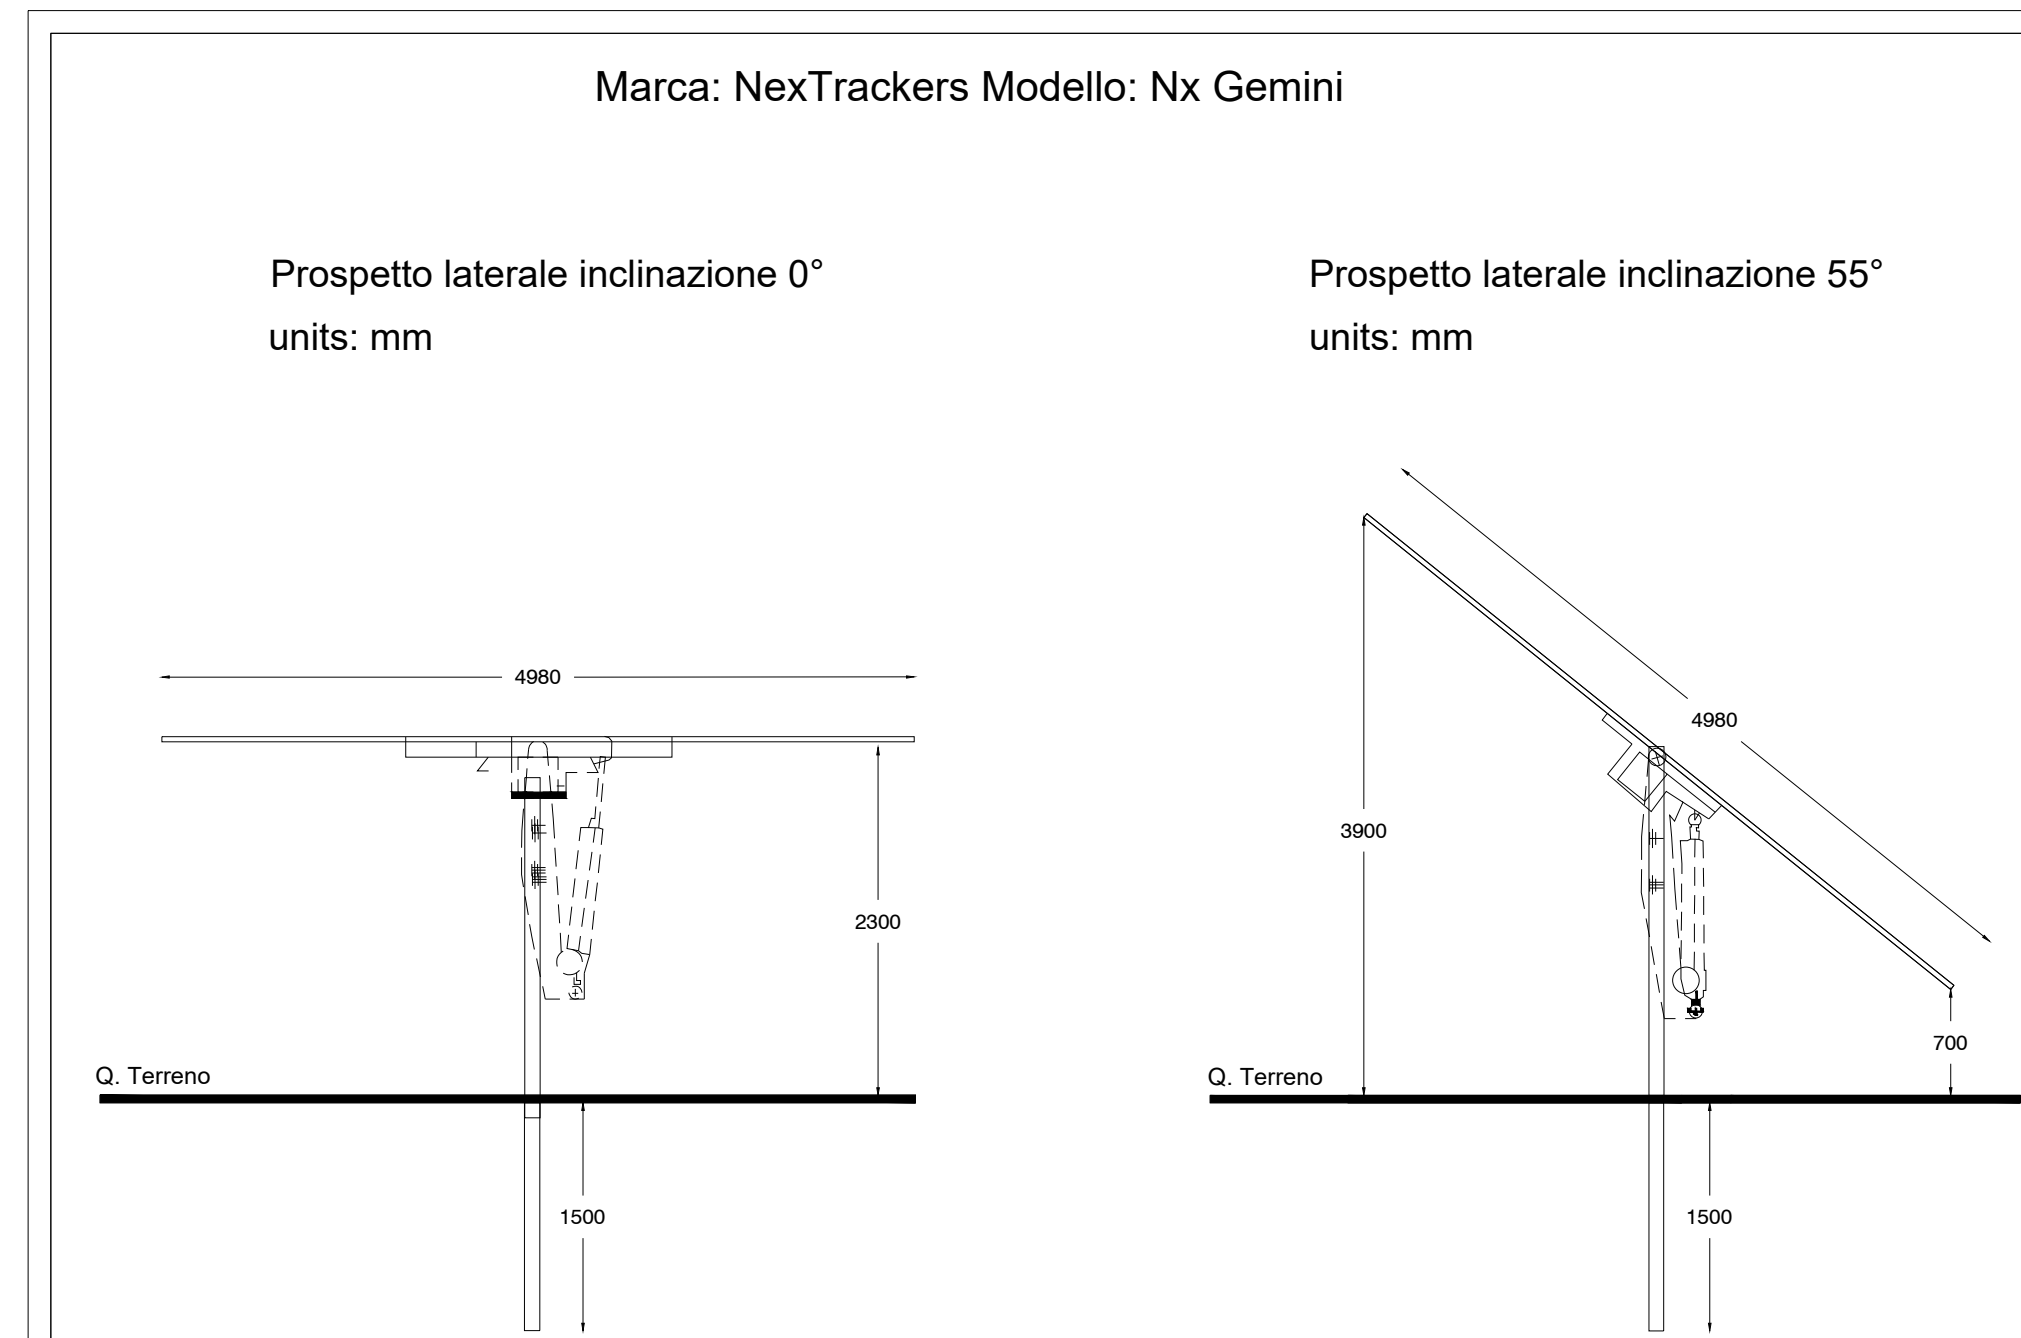 Marca: NexTrackers Modello: Nx Gemini
Prospetto laterale inclinazione 0°
units: mm
Prospetto laterale inclinazione 55°
units: mm
4980
2300
Q. Terreno
1500
4980
3900
700
Q. Terreno
1500